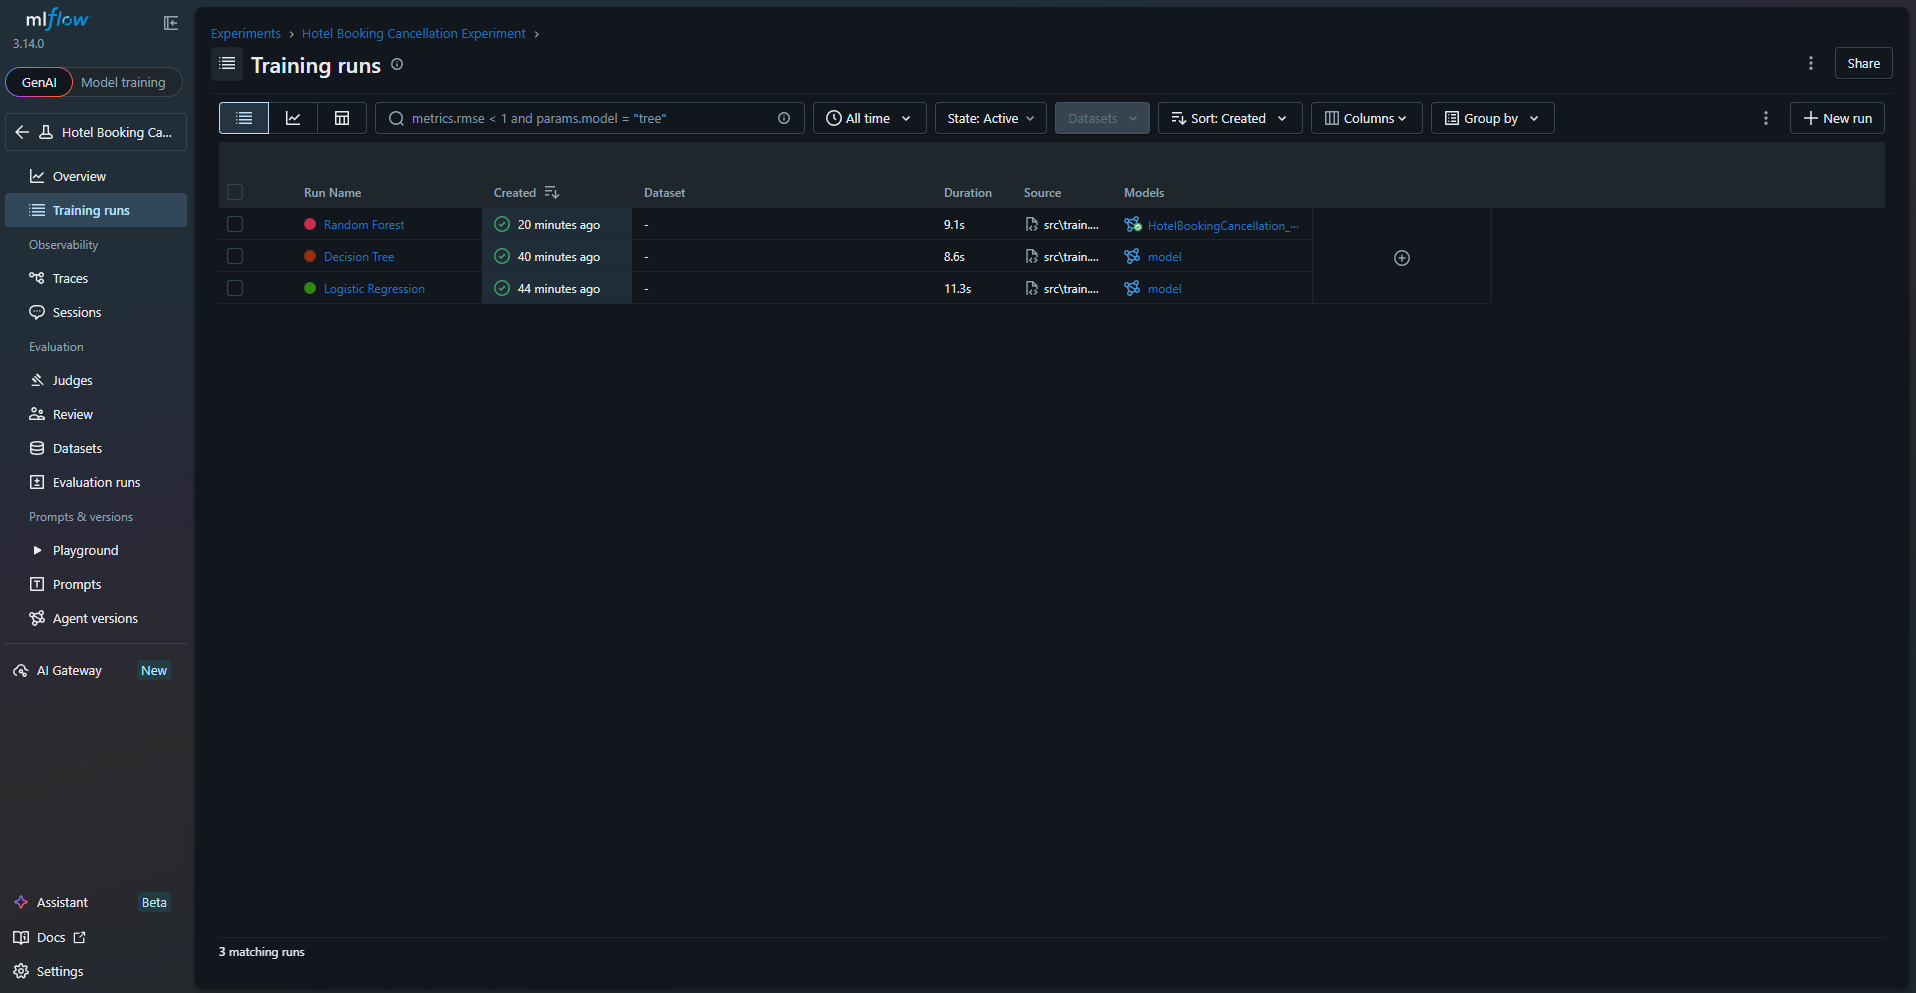 mlflow
3.14.0
GenAI Model training
Hotel Booking Ca...
Overview
Training runs
Observability
Traces
Sessions
Evaluation
Judges
Review
Datasets
Evaluation runs
Prompts & versions
Playground
Prompts
Agent versions
AI Gateway New
Assistant Beta
Docs
Settings
Experiments > Hotel Booking Cancellation Experiment >
Training runs
Share
metrics.rmse < 1 and params.model = "tree" All time State: Active Datasets Sort: Created Columns Group by + New run
Run Name Created Dataset Duration Source Models
Random Forest 20 minutes ago - 9.1s src\train.... HotelBookingCancellation_...
Decision Tree 40 minutes ago - 8.6s src\train.... model
Logistic Regression 44 minutes ago - 11.3s src\train.... model
3 matching runs